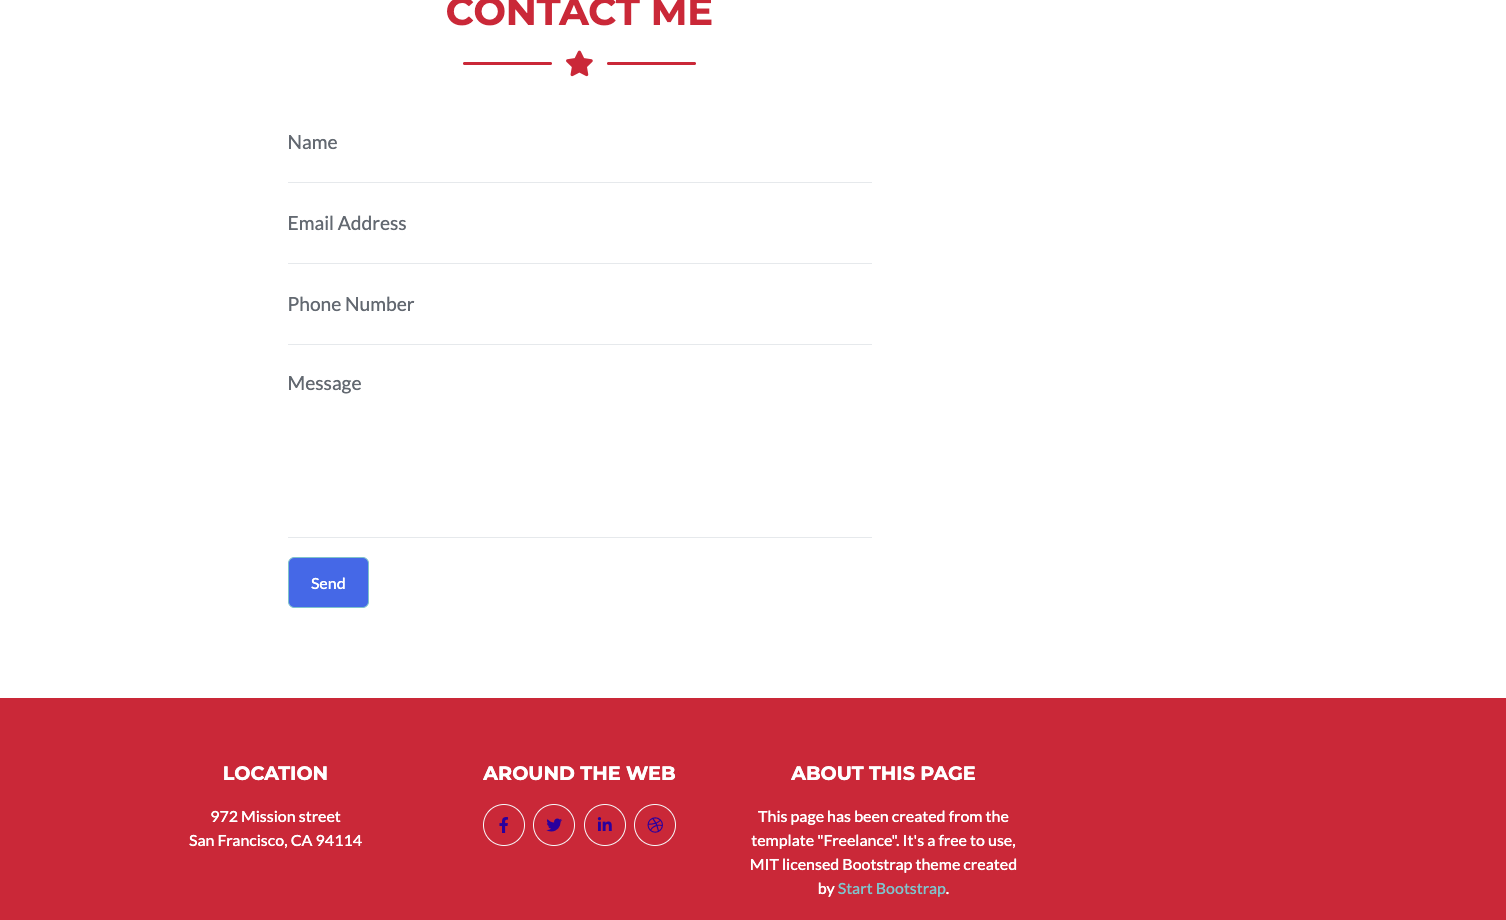 CONTACT ME
Name
Email Address
Phone Number
Message
Send
LOCATION
972 Mission street
San Francisco, CA 94114
AROUND THE WEB
ABOUT THIS PAGE
This page has been created from the
template "Freelance". It's a free to use,
MIT licensed Bootstrap theme created
by Start Bootstrap.